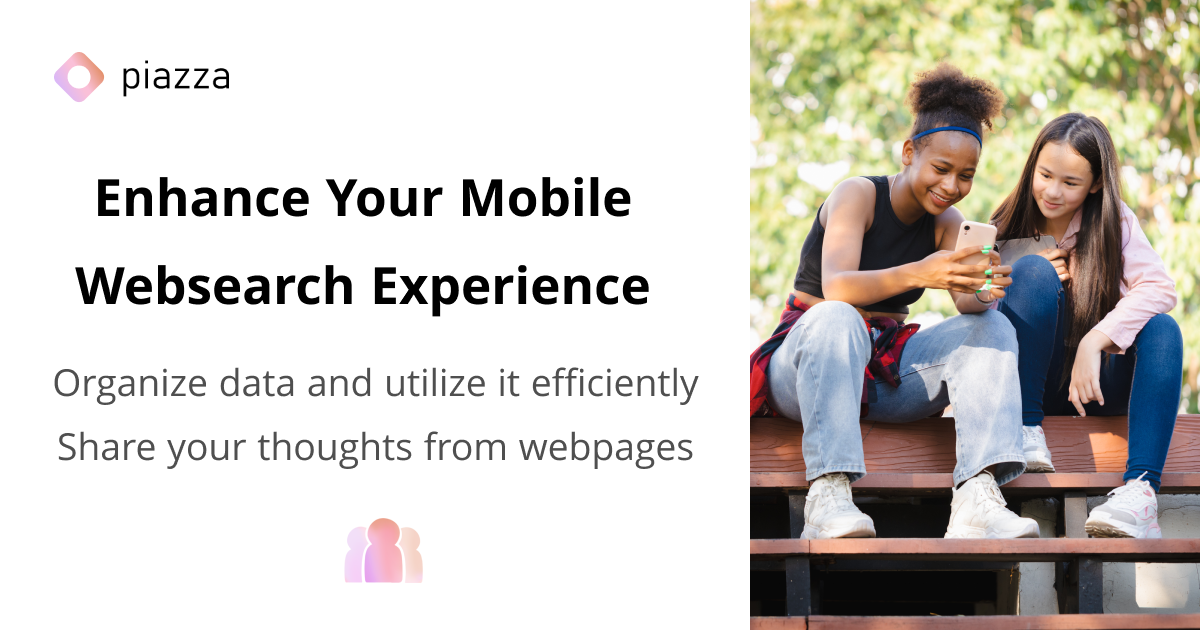 piazza
Enhance Your Mobile
Websearch Experience
Organize data and utilize it efficiently
Share your thoughts from webpages